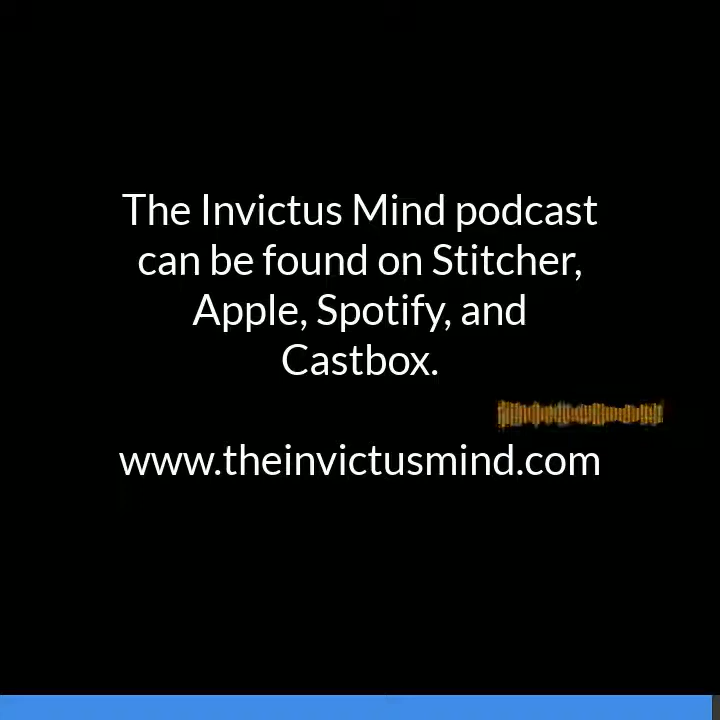 The Invictus Mind podcast
can be found on Stitcher,
Apple, Spotify, and
Castbox.
www.theinvictusmind.com